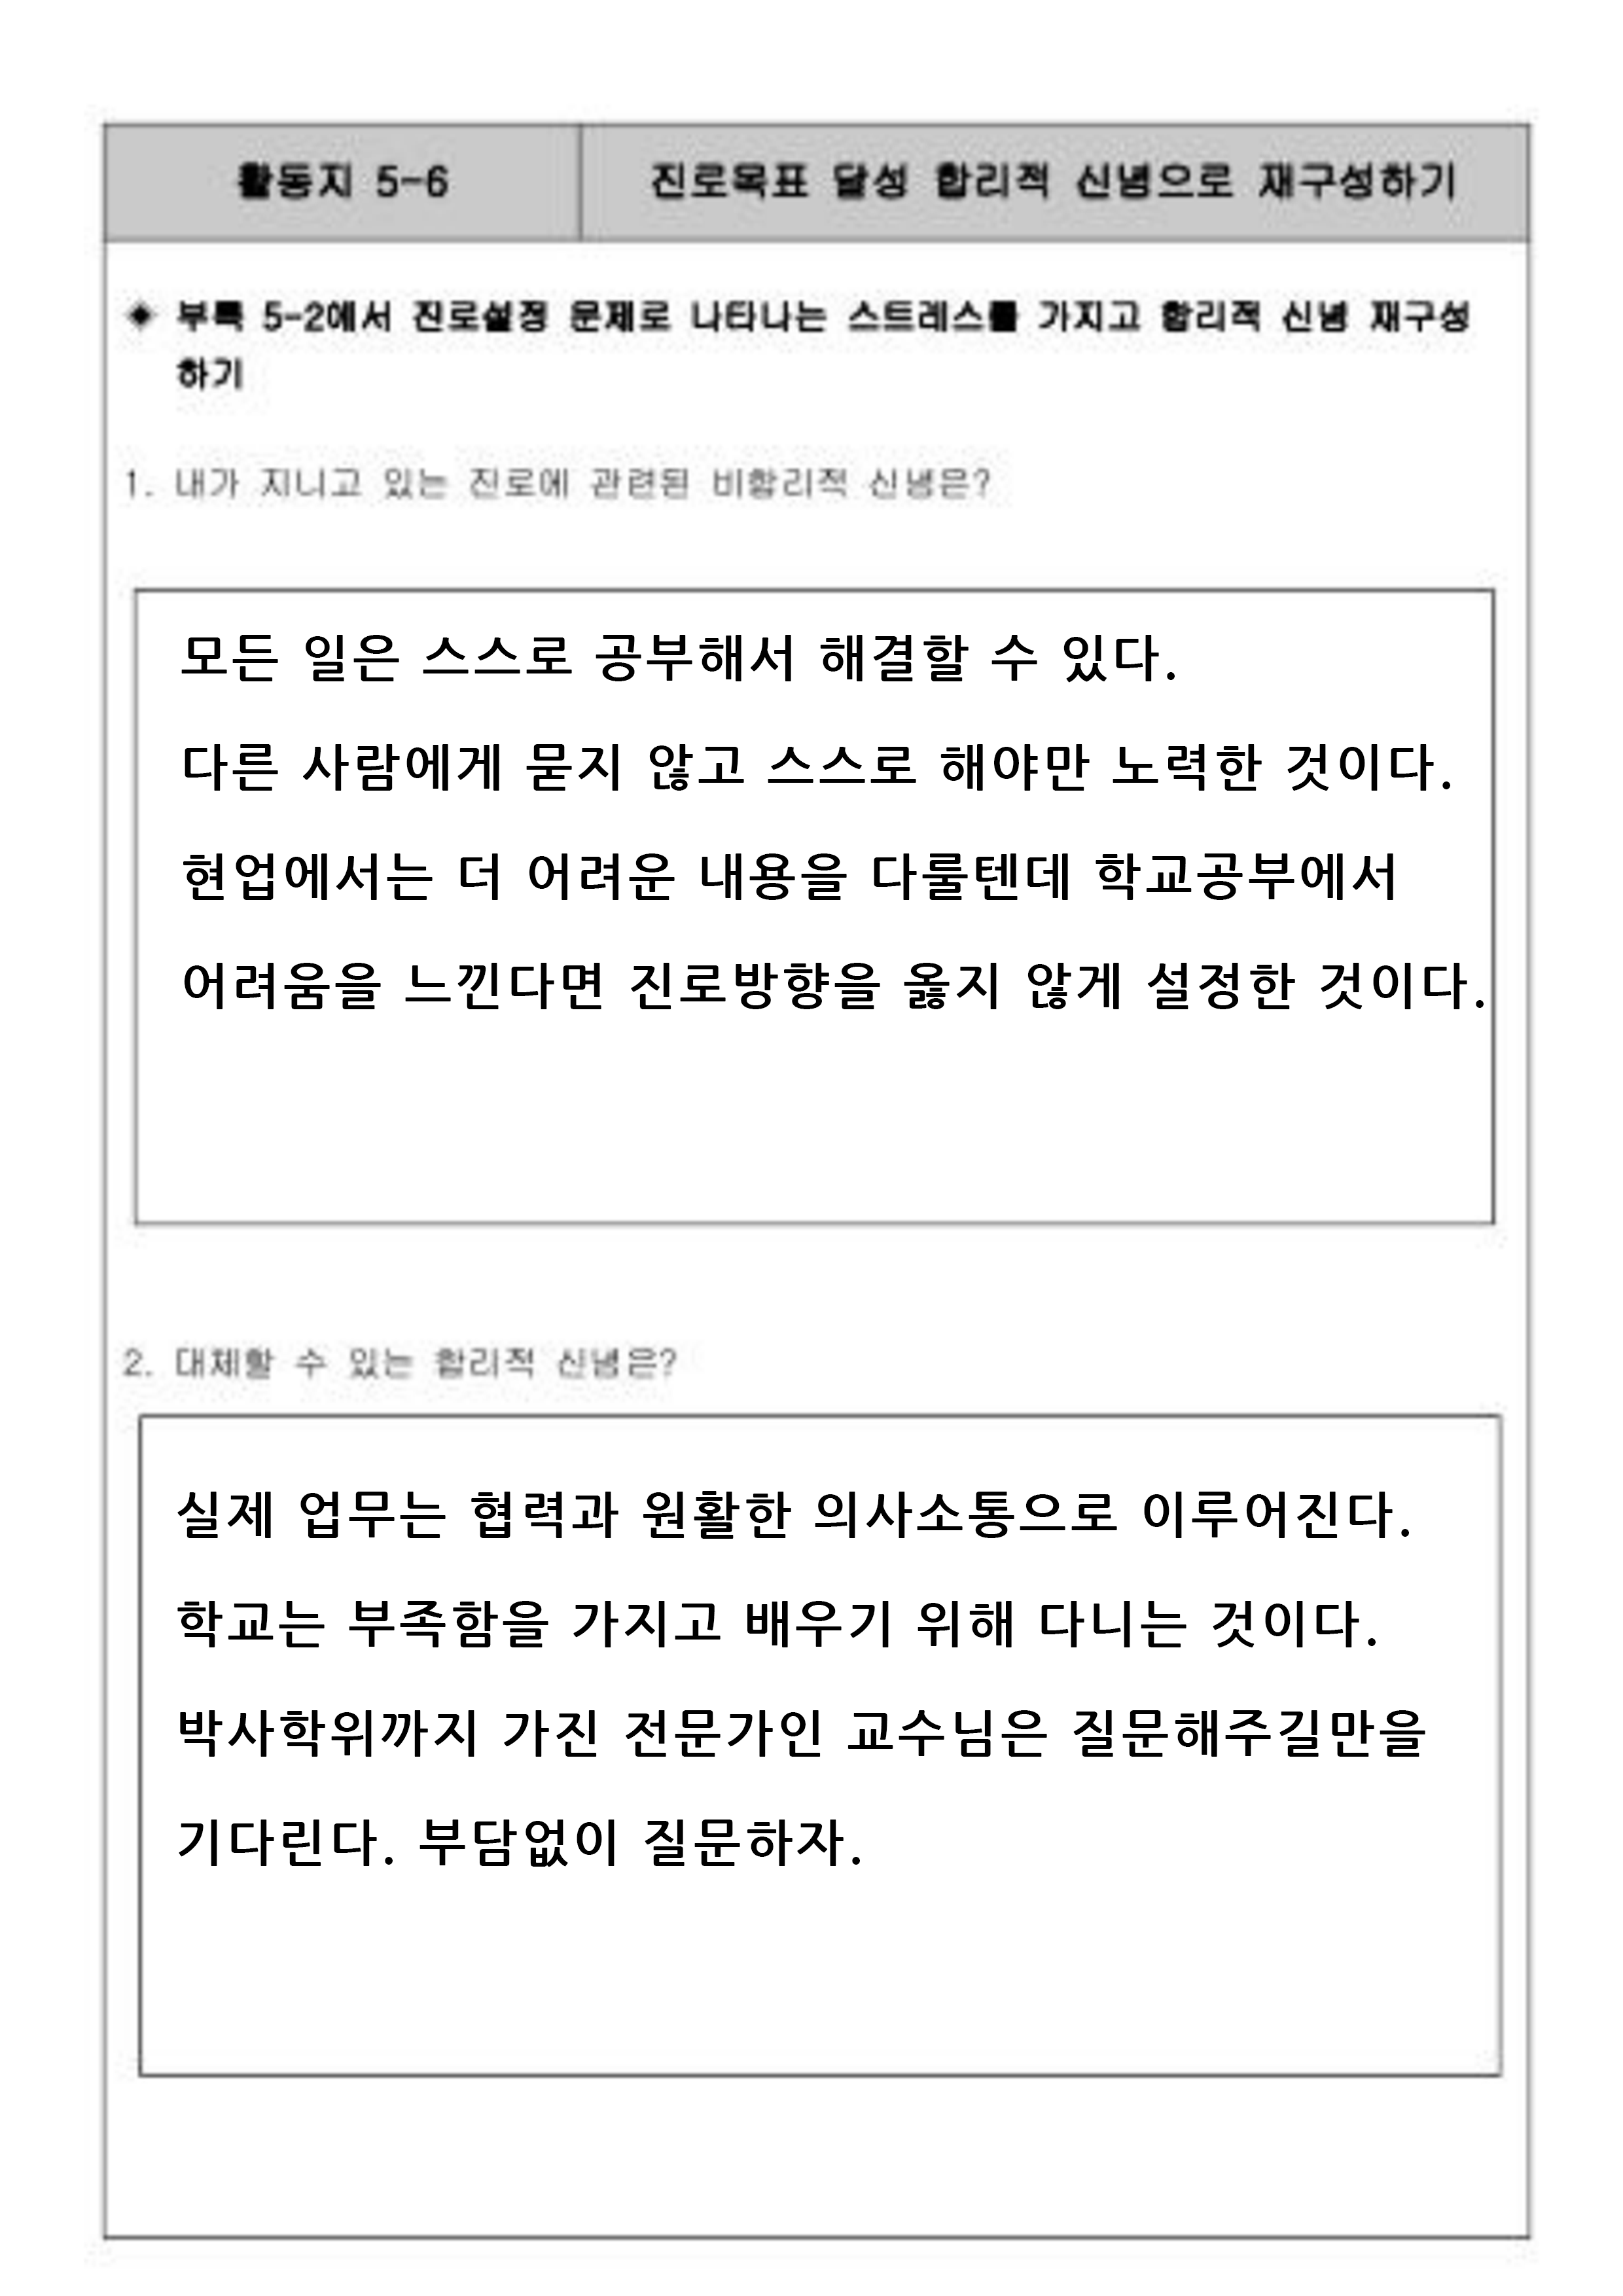 활동지 5-6
진로목표 달성 합리적 신념으로 재구성하기
◆ 부록 5-2에서 진로설정 문제로 나타나는 스트레스를 가지고 합리적 신념 재구성
하기
1. 내가 지니고 있는 진로에 관련된 비합리적 신념은?
모든 일은 스스로 공부해서 해결할 수 있다.
다른 사람에게 묻지 않고 스스로 해야만 노력한 것이다.
현업에서는 더 어려운 내용을 다룰텐데 학교공부에서
어려움을 느낀다면 진로방향을 옳지 않게 설정한 것이다.
2. 대체할 수 있는 합리적 신념은?
실제 업무는 협력과 원활한 의사소통으로 이루어진다.
학교는 부족함을 가지고 배우기 위해 다니는 것이다.
박사학위까지 가진 전문가인 교수님은 질문해주길만을
기다린다. 부담없이 질문하자.